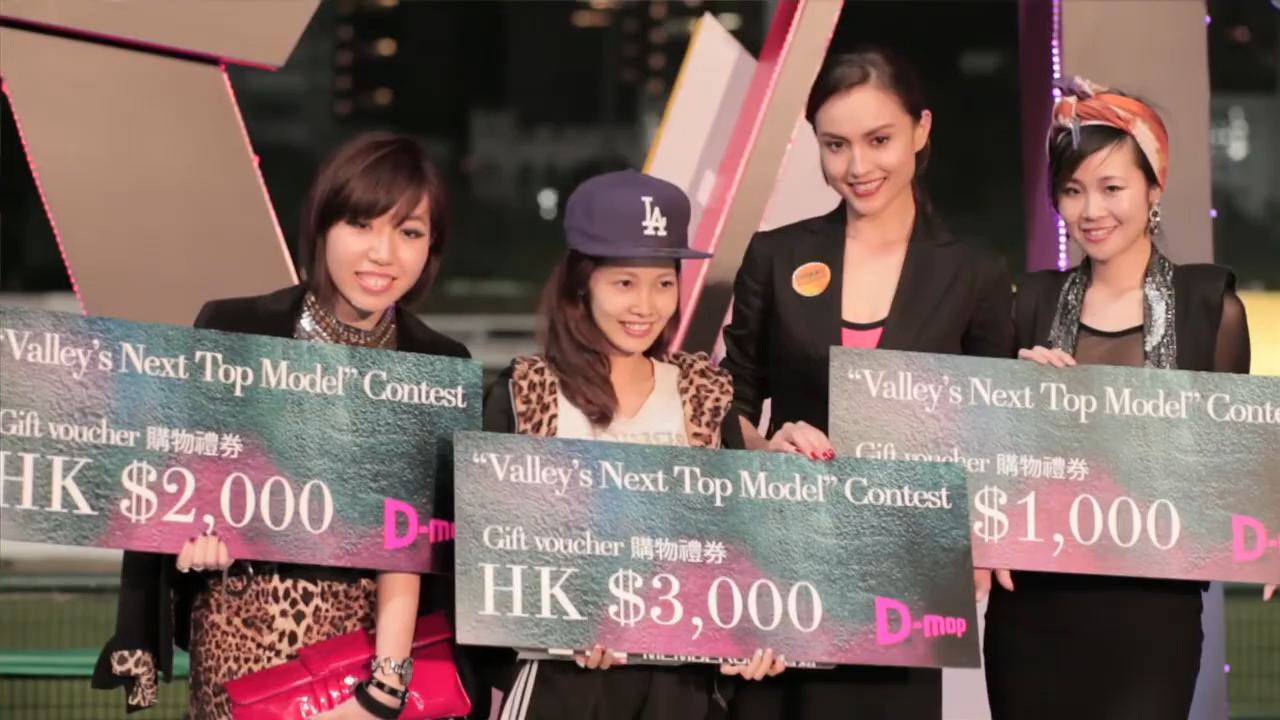 "Valley's Next Top Model" Contest
Gift voucher 購物禮券
HK $2,000
D-m
LA
"Valley's Next Top Model" Contest
Gift voucher 購物禮券
HK $3,000
D-mop
"Valley's Next Top Model" Conte
Gift voucher 購物禮券
$1,000
D-